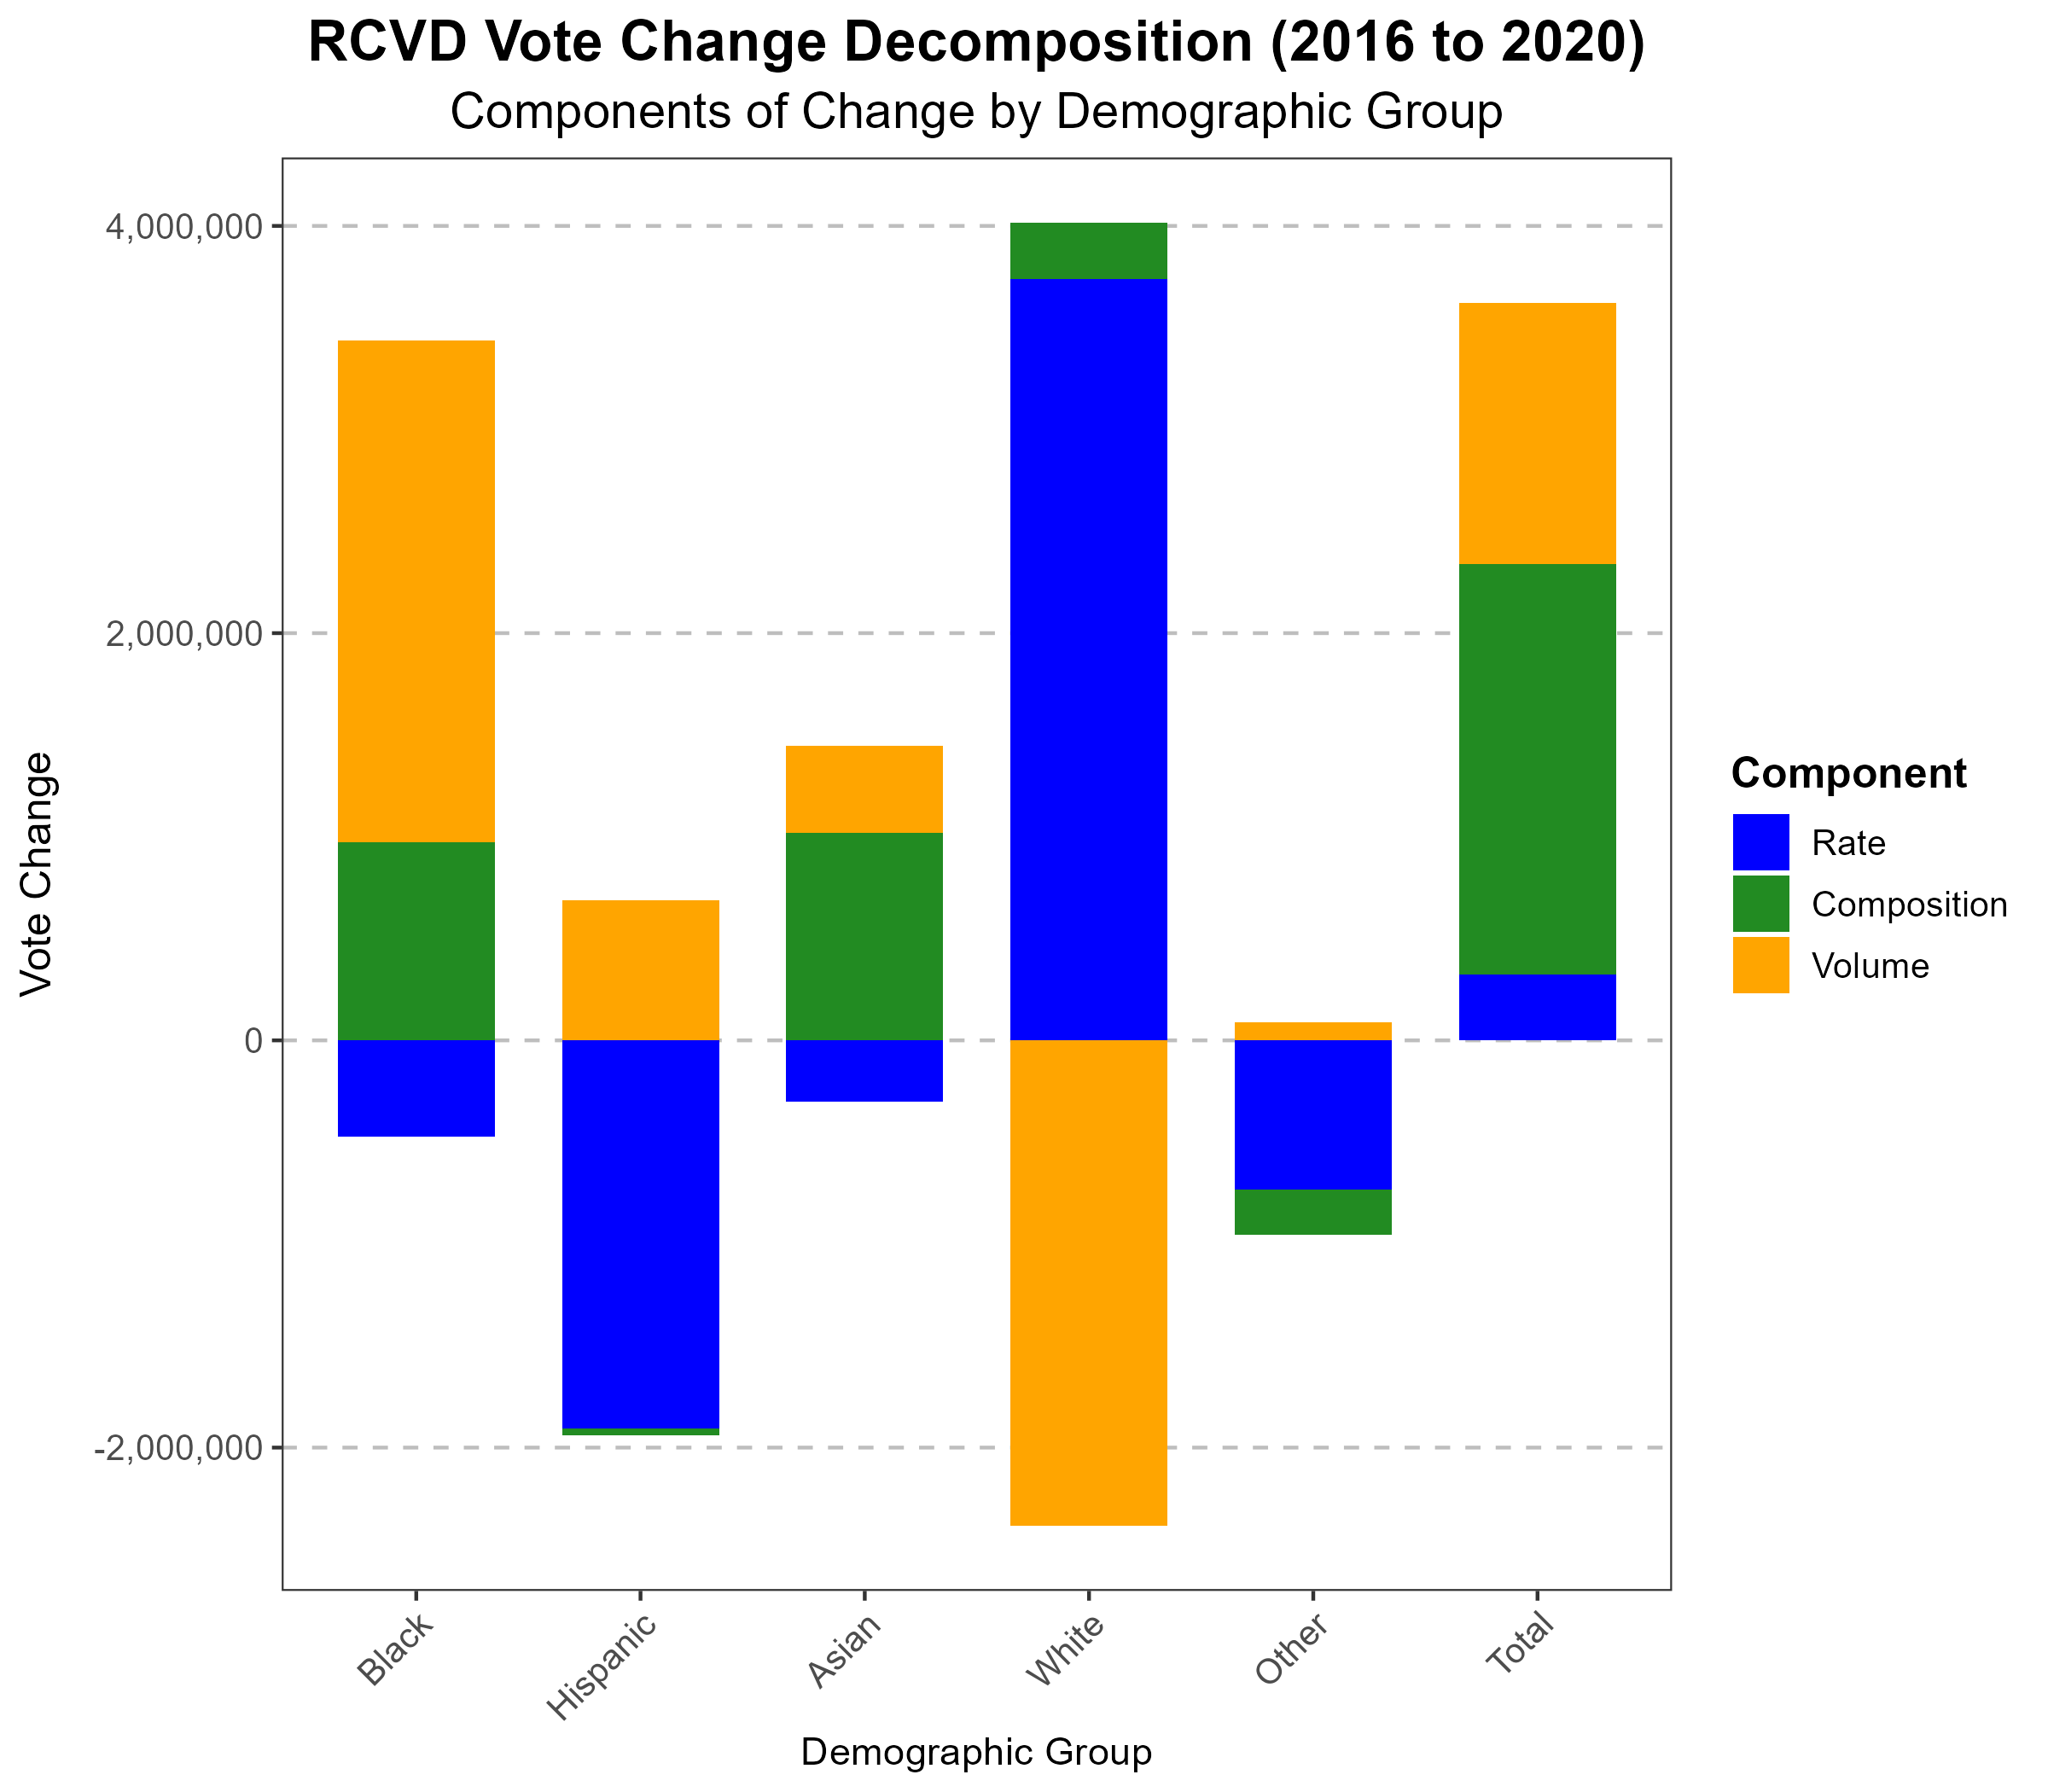 RCVD Vote Change Decomposition (2016 to 2020)
Components of Change by Demographic Group
4,000,000
2,000,000
0
-2,000,000
Vote Change
Black
Hispanic
Asian
White
Other
Total
Demographic Group
Component
Rate
Composition
Volume